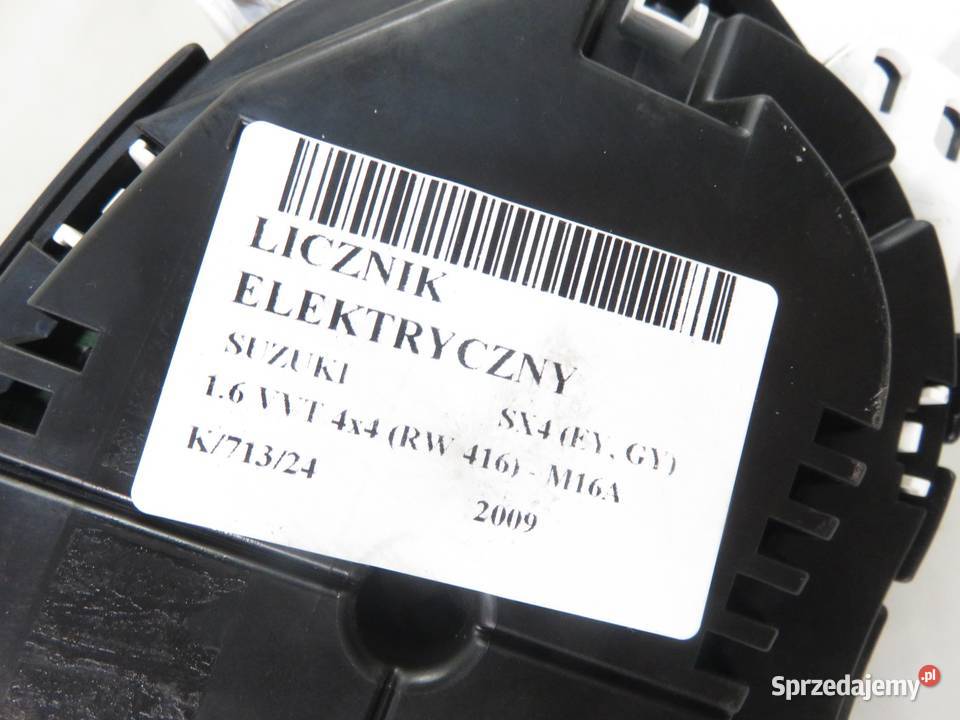 LICZNIK
ELEKTRYCZNY
SUZUKI SX4 (EY, GY)
1.6 VVT 4x4 (RW 416) - M16A
K/713/24 2009
Sprzedajemy.pl